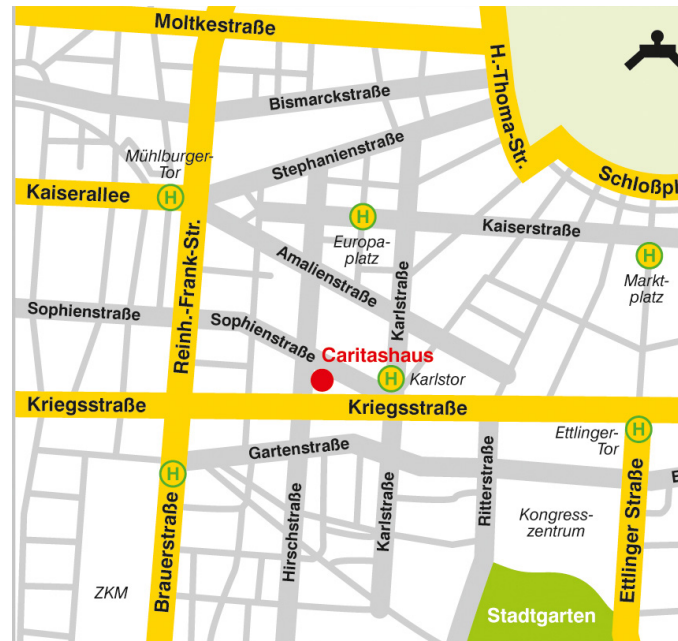 Moltkestraße
H.-Thoma-Str.
Bismarckstraße
Stephanienstraße
Mühlburger-
Tor
Schloßpl
Kaiserallee
H
H
Kaiserstraße
Europa-
platz
H
Markt-
platz
Reinh.-Frank-Str.
Amalienstraße
Karlstraße
Sophienstraße
Sophienstraße
Caritashaus
H
Karlstor
Kriegsstraße
Kriegsstraße
Ettlinger-
Tor
H
Gartenstraße
H
E
Brauerstraße
Hirschstraße
Karlstraße
Ritterstraße
Kongress-
zentrum
Ettlinger Straße
ZKM
Stadtgarten